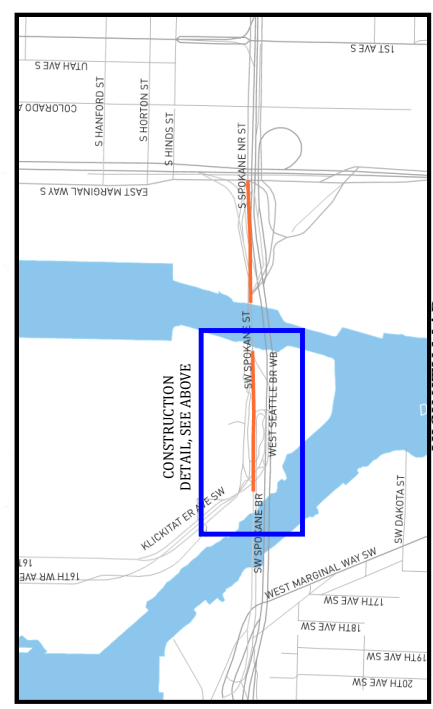 1ST AVE S
UTAH AVE S
COLORADO A
S HANFORD ST
S HORTON ST
S HINDS ST
S SPOKANE NR ST
EAST MARGINAL WAY S
SW SPOKANE ST
WEST SEATTLE BR WB
CONSTRUCTION
DETAIL, SEE ABOVE
KLICKITAT ER AVE SW
SW SPOKANE BR
SW DAKOTA ST
16T
16TH WR AVE
WEST MARGINAL WAY SW
17TH AVE SW
18TH AVE SW
19TH AVE SW
20TH AVE SW